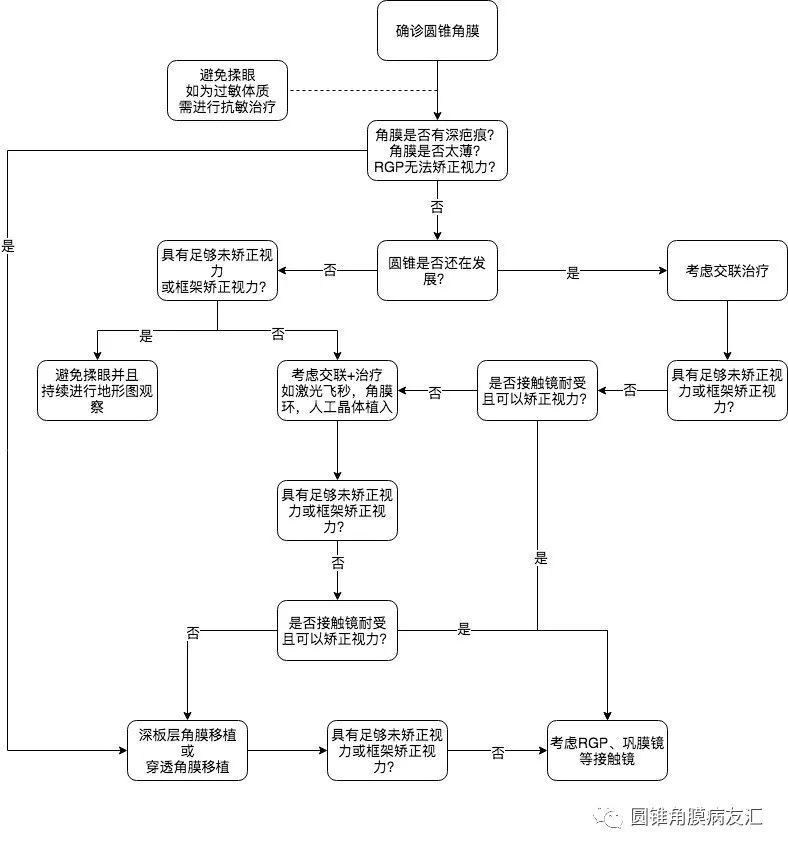 确诊圆锥角膜
避免揉眼
如为过敏体质
需进行抗敏治疗
角膜是否有深疤痕?
角膜是否太薄?
RGP无法矫正视力?
是
否
具有足够未矫正视
力
或框架矫正视力?
否
圆锥是否还在发
展?
是
考虑交联治疗
是
否
避免揉眼并且
持续进行地形图观
察
考虑交联+治疗
如激光飞秒，角膜
环，人工晶体植入
否
是否接触镜耐受
且可以矫正视力?
否
具有足够未矫正视
力或框架矫正视
力?
具有足够未矫正视
力或框架矫正视
力?
否
是
是否接触镜耐受
且可以矫正视力?
否
是
深板层角膜移植
或
穿透角膜移植
具有足够未矫正视
力或框架矫正视
力?
否
考虑RGP、巩膜镜
等接触镜
圆锥角膜病友汇